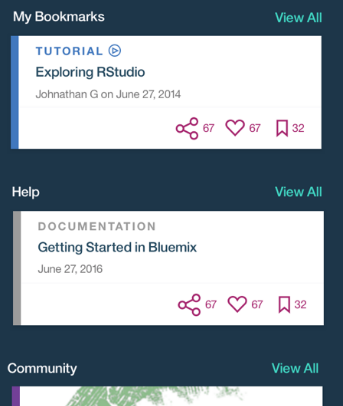 My Bookmarks View All
TUTORIAL
Exploring RStudio
Johnathan G on June 27, 2014
67 67 32
Help View All
DOCUMENTATION
Getting Started in Bluemix
June 27, 2016
67 67 32
Community View All